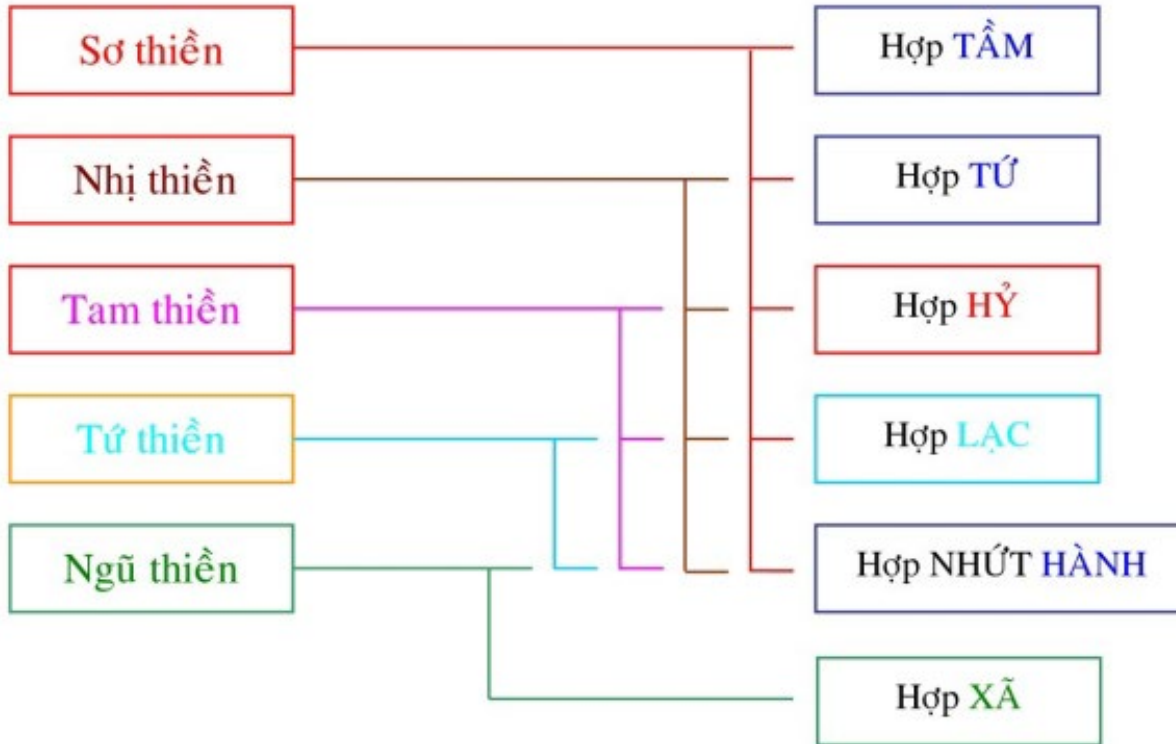 Sơ thiền
Hợp TẦM
Nhị thiền
Hợp TỨ
Tam thiền
Hợp HỶ
Tứ thiền
Hợp LẠC
Ngũ thiền
Hợp NHỨT HÀNH
Hợp XÃ